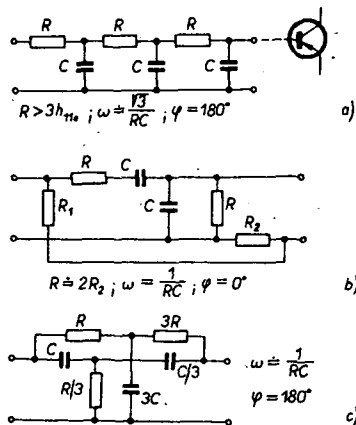 R R R
C C C
R > 3h₁₁ₑ ; ω ≐ √3/RC ; φ = 180° a)
R C
R₁ C R
R₂
R ≐ 2R₂ ; ω = 1/RC ; φ = 0° b)
R 3R
C C/3
R/3 3C
ω ≐ 1/RC
φ = 180° c)